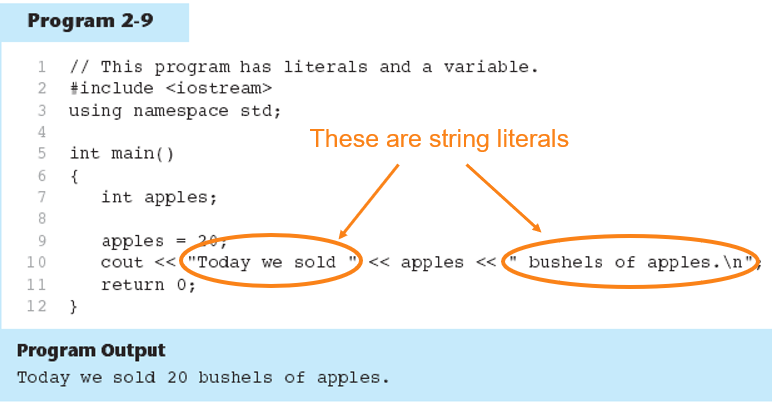 Program 2-9
1 // This program has literals and a variable.
2 #include <iostream>
3 using namespace std;
4
These are string literals
5 int main()
6 {
7    int apples;
8
9    apples = 20;
10    cout << "Today we sold " << apples << " bushels of apples.\n";
11    return 0;
12 }
Program Output
Today we sold 20 bushels of apples.